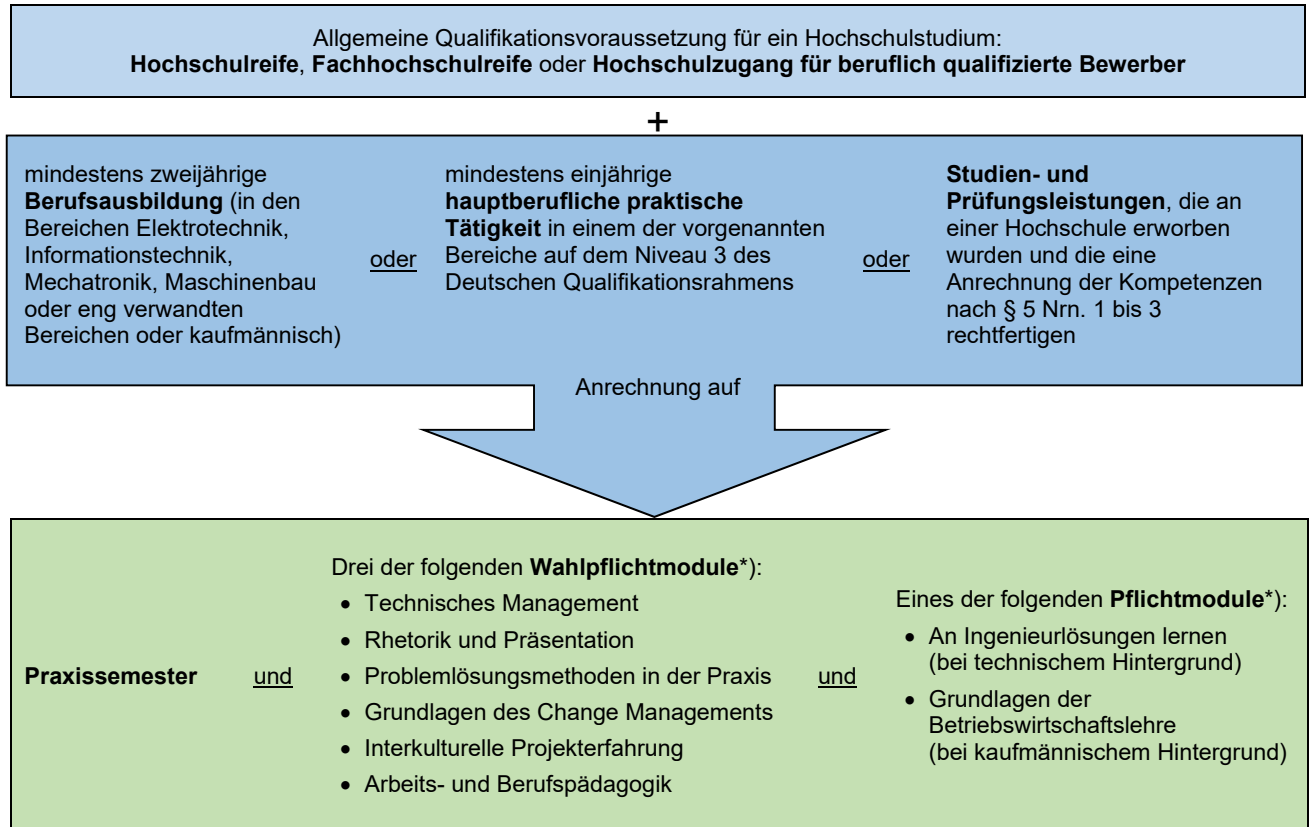 Allgemeine Qualifikationsvoraussetzung für ein Hochschulstudium:
Hochschulreife, Fachhochschulreife oder Hochschulzugang für beruflich qualifizierte Bewerber
+
mindestens zweijährige
Berufsausbildung (in den
Bereichen Elektrotechnik,
Informationstechnik,
Mechatronik, Maschinenbau
oder eng verwandten
Bereichen oder kaufmännisch)
oder
mindestens einjährige
hauptberufliche praktische
Tätigkeit in einem der vorgenannten
Bereiche auf dem Niveau 3 des
Deutschen Qualifikationsrahmens
oder
Studien- und
Prüfungsleistungen, die an
einer Hochschule erworben
wurden und die eine
Anrechnung der Kompetenzen
nach § 5 Nrn. 1 bis 3
rechtfertigen
Anrechnung auf
Praxissemester
und
Drei der folgenden Wahlpflichtmodule*):
• Technisches Management
• Rhetorik und Präsentation
• Problemlösungsmethoden in der Praxis
• Grundlagen des Change Managements
• Interkulturelle Projekterfahrung
• Arbeits- und Berufspädagogik
und
Eines der folgenden Pflichtmodule*):
• An Ingenieurlösungen lernen
(bei technischem Hintergrund)
• Grundlagen der
Betriebswirtschaftslehre
(bei kaufmännischem Hintergrund)